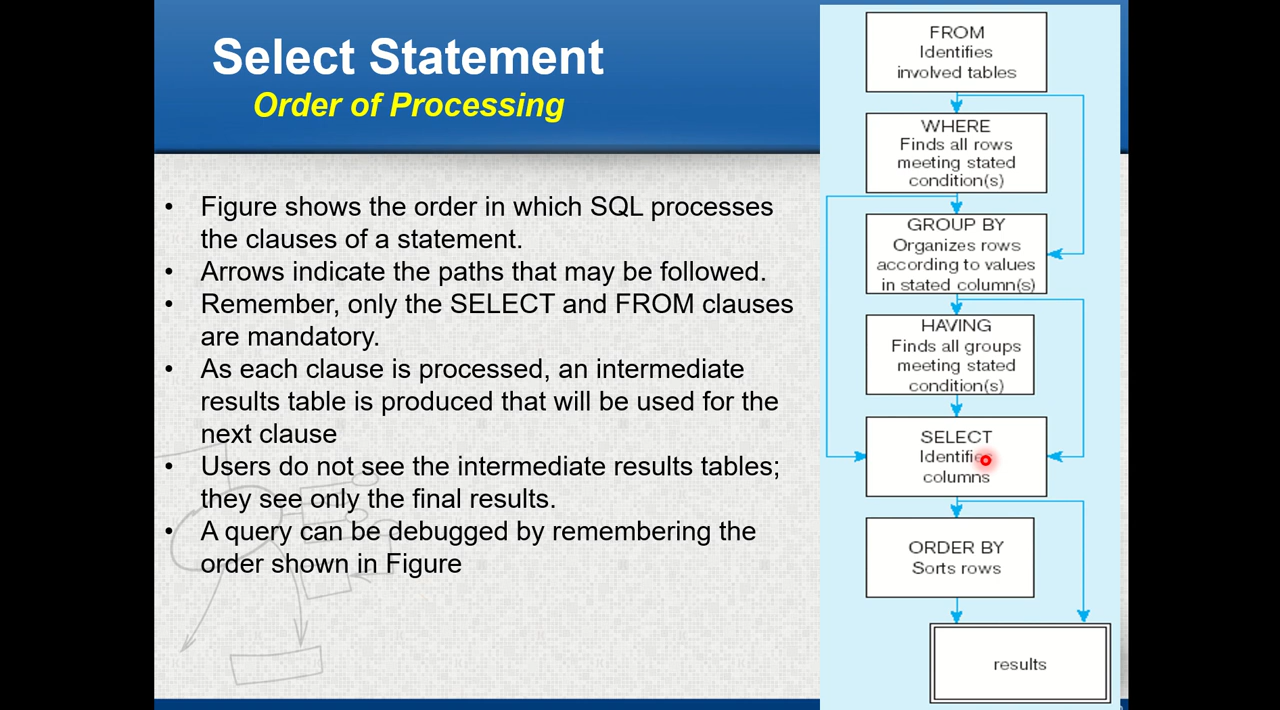 Select Statement
Order of Processing
• Figure shows the order in which SQL processes
the clauses of a statement.
• Arrows indicate the paths that may be followed.
• Remember, only the SELECT and FROM clauses
are mandatory.
• As each clause is processed, an intermediate
results table is produced that will be used for the
next clause
• Users do not see the intermediate results tables;
they see only the final results.
• A query can be debugged by remembering the
order shown in Figure
FROM
Identifies
involved tables
WHERE
Finds all rows
meeting stated
condition(s)
GROUP BY
Organizes rows
according to values
in stated column(s)
HAVING
Finds all groups
meeting stated
condition(s)
SELECT
Identifies
columns
ORDER BY
Sorts rows
results